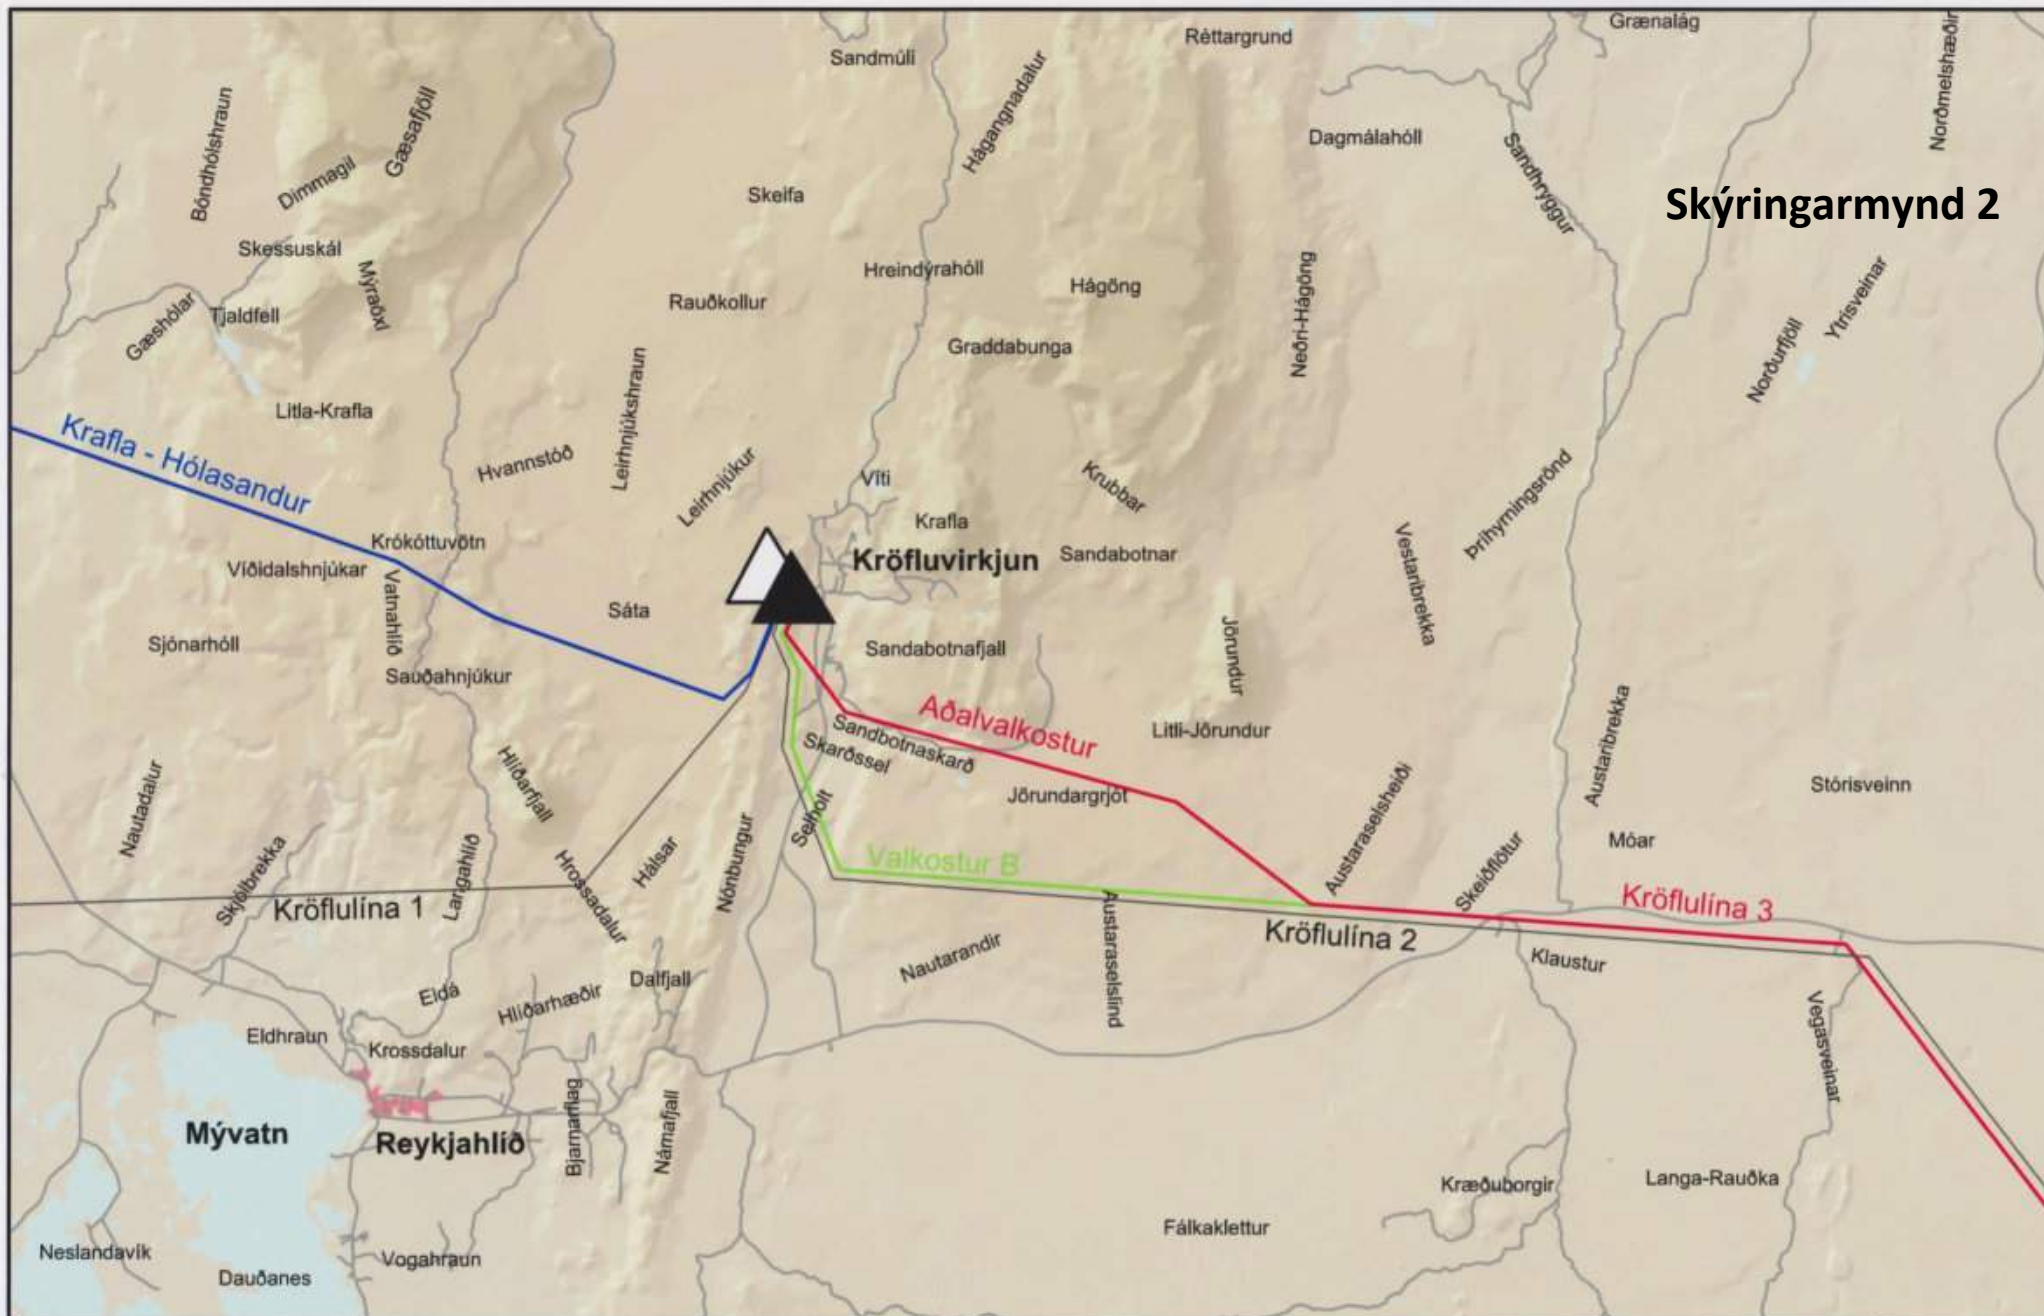 Sandmúli
Réttargrund
Grænalág
Norðmelshæðir
Bóndhólshraun
Dimmagil
Gæsafjöll
Hágangnadalur
Dagmálahóll
Sandhryggur
Skeifa
Skýringarmynd 2
Skessuskál
Mýraöxl
Hreindýrahóll
Hágöng
Neðri-Hágöng
Ytrisveinar
Gæshólar
Tjaldfell
Rauðkollur
Graddabunga
Norðurfjöll
Litla-Krafla
Leirhnjúkshraun
Krafla - Hólasandur
Hvannstóð
Leirhnjúkur
Víti
Krubbar
Þríhyrningsrönd
Krafla
Krókóttuvötn
Kröfluvirkjun
Sandabotnar
Vestaribrekka
Víðidalshnjúkar
Vatnahlíð
Sáta
Sjónarhóll
Sandabotnafjall
Jörundur
Sauðahnjúkur
Aðalvalkostur
Sandbotnaskarð
Skarðssel
Litli-Jörundur
Austaribrekka
Hlíðarfjall
Nautadalur
Jörundargrjót
Stórisveinn
Selholt
Austaraselsheiði
Móar
Skjólbrekka
Langahlíð
Hrossadalur
Hálsar
Nónbungur
Valkostur B
Skeiðflötur
Kröflulína 1
Kröflulína 3
Kröflulína 2
Austaraselslind
Nautarandir
Klaustur
Dalfjall
Eldá
Hlíðarhæðir
Vegasveinar
Eldhraun
Krossdalur
Bjarnarflag
Námafjall
Mývatn
Reykjahlíð
Kræðuborgir
Langa-Rauðka
Fálkaklettur
Neslandavík
Vogahraun
Dauðanes